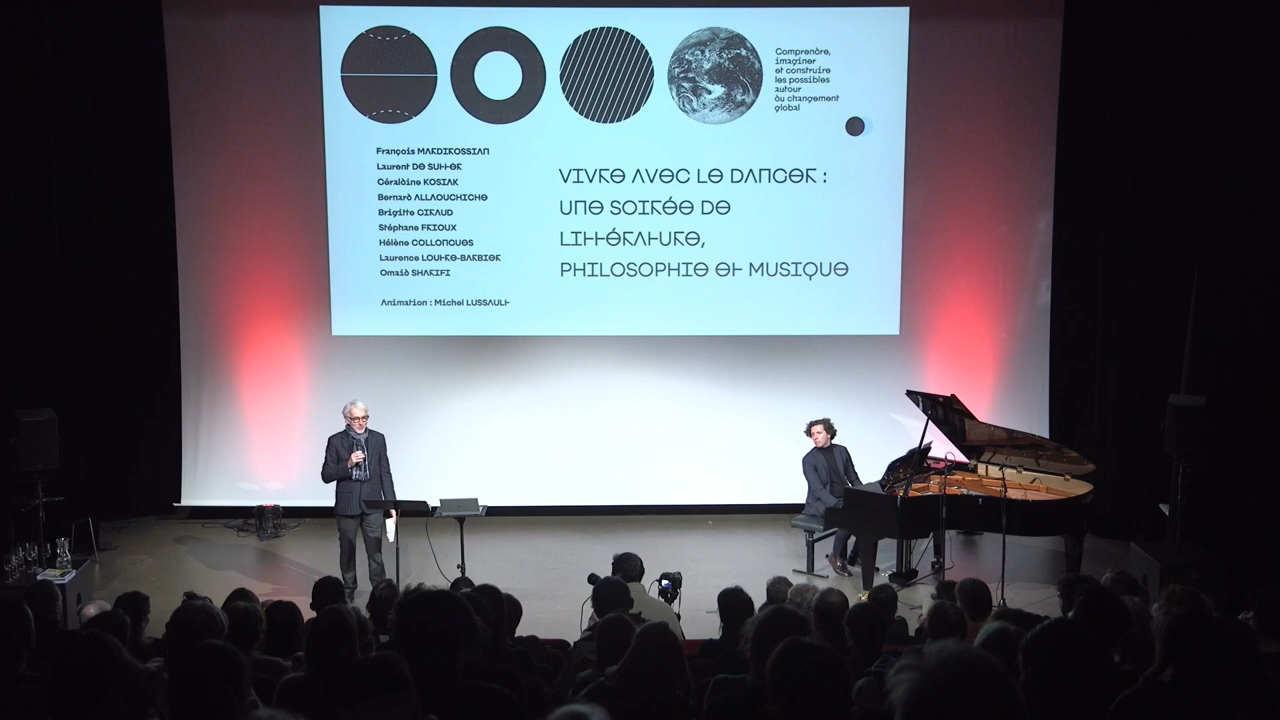 Comprendre,
imaginer
et construire
les possibles
autour
du changement
global
François MARDIROSSIAN
Laurent DE SUTTER
Géraldine KOSIAK
Bernard ALLAOUCHICHE
Brigitte GIRAUD
Stéphane FRIOUX
Hélène COLLONGUES
Laurence LOUTRE-BARBIER
Omaid SHARIFI
Animation : Michel LUSSAULT
VIVRE AVEC LE DANGER :
UNE SOIRÉE DE
LITTÉRATURE,
PHILOSOPHIE ET MUSIQUE